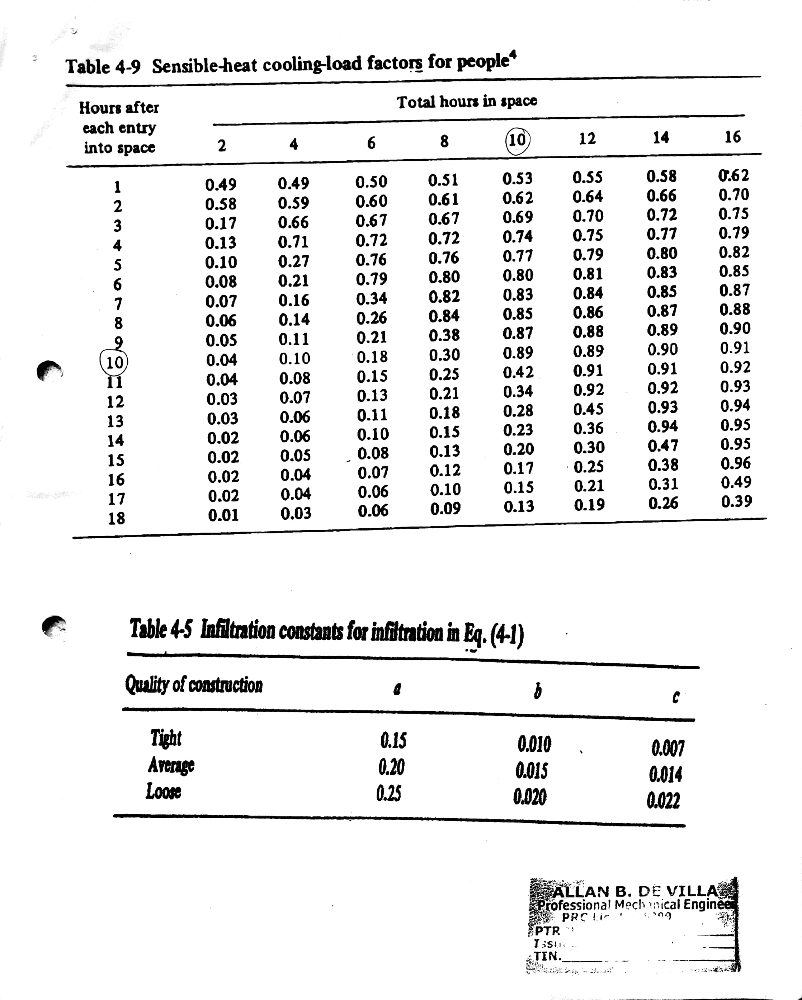 Table 4-9 Sensible-heat cooling-load factors for people⁴
Hours after each entry into space Total hours in space
2 4 6 8 10 12 14 16
1 0.49 0.49 0.50 0.51 0.53 0.55 0.58 0.62
2 0.58 0.59 0.60 0.61 0.62 0.64 0.66 0.70
3 0.17 0.66 0.67 0.67 0.69 0.70 0.72 0.75
4 0.13 0.71 0.72 0.72 0.74 0.75 0.77 0.79
5 0.10 0.27 0.76 0.76 0.77 0.79 0.80 0.82
6 0.08 0.21 0.79 0.80 0.80 0.81 0.83 0.85
7 0.07 0.16 0.34 0.82 0.83 0.84 0.85 0.87
8 0.06 0.14 0.26 0.84 0.85 0.86 0.87 0.88
9 0.05 0.11 0.21 0.38 0.87 0.88 0.89 0.90
10 0.04 0.10 0.18 0.30 0.89 0.89 0.90 0.91
11 0.04 0.08 0.15 0.25 0.42 0.91 0.91 0.92
12 0.03 0.07 0.13 0.21 0.34 0.92 0.92 0.93
13 0.03 0.06 0.11 0.18 0.28 0.45 0.93 0.94
14 0.02 0.06 0.10 0.15 0.23 0.36 0.94 0.95
15 0.02 0.05 0.08 0.13 0.20 0.30 0.47 0.95
16 0.02 0.04 0.07 0.12 0.17 0.25 0.38 0.96
17 0.02 0.04 0.06 0.10 0.15 0.21 0.31 0.49
18 0.01 0.03 0.06 0.09 0.13 0.19 0.26 0.39
Table 4-5 Infiltration constants for infiltration in Eq. (4-1)
Quality of construction a b c
Tight 0.15 0.010 0.007
Average 0.20 0.015 0.014
Loose 0.25 0.020 0.022
ALLAN B. DE VILLA
Professional Mechanical Enginee
PRC
PTR
TIN.